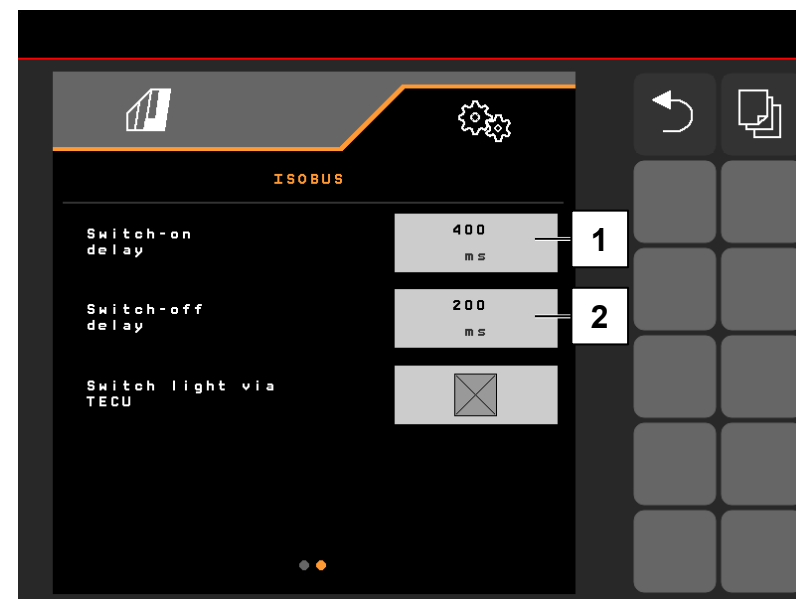 ISOBUS
Switch-on
delay
400
ms
1
Switch-off
delay
200
ms
2
Switch light via
TECU